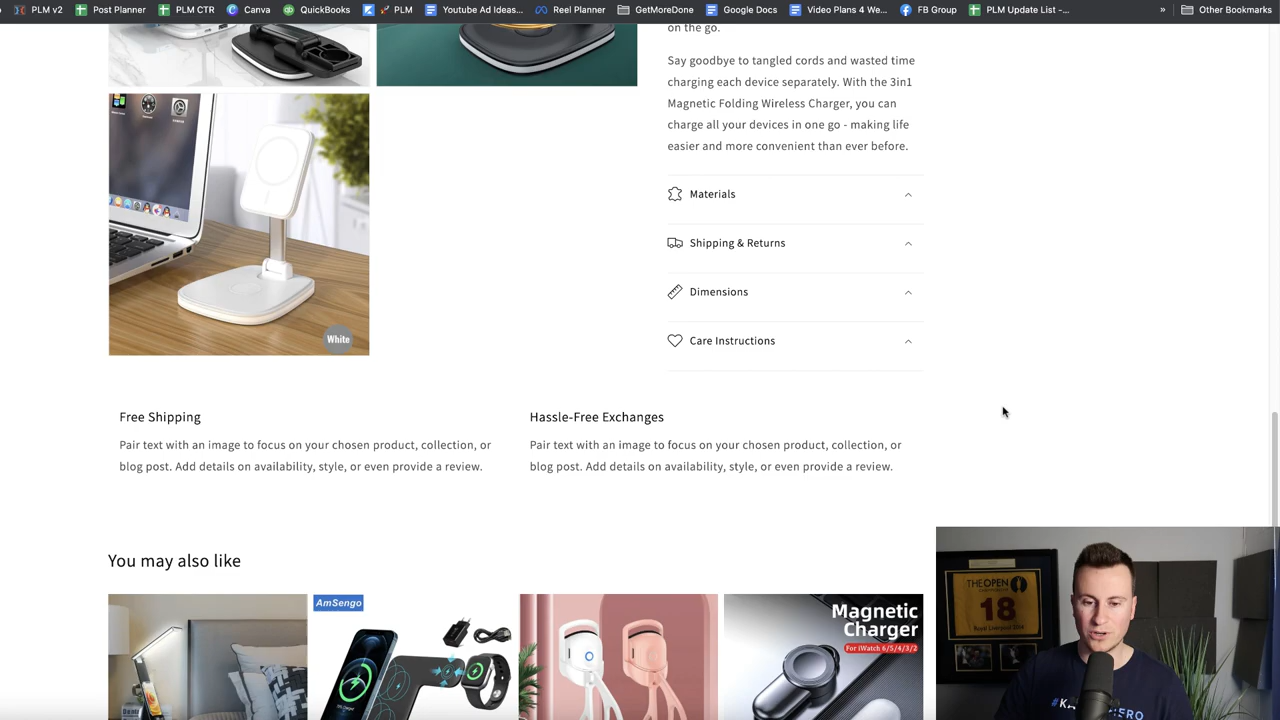 PLM v2 Post Planner PLM CTR Canva QuickBooks PLM Youtube Ad Ideas... Reel Planner GetMoreDone Google Docs Video Plans 4 We... FB Group PLM Update List -... » Other Bookmarks
on the go.
Say goodbye to tangled cords and wasted time
charging each device separately. With the 3in1
Magnetic Folding Wireless Charger, you can
charge all your devices in one go - making life
easier and more convenient than ever before.
Materials
Shipping & Returns
Dimensions
Care Instructions
White
Free Shipping
Pair text with an image to focus on your chosen product, collection, or
blog post. Add details on availability, style, or even provide a review.
Hassle-Free Exchanges
Pair text with an image to focus on your chosen product, collection, or
blog post. Add details on availability, style, or even provide a review.
You may also like
AmSengo
Magnetic
Charger
For iWatch 6/5/4/3/2
THE OPEN
18